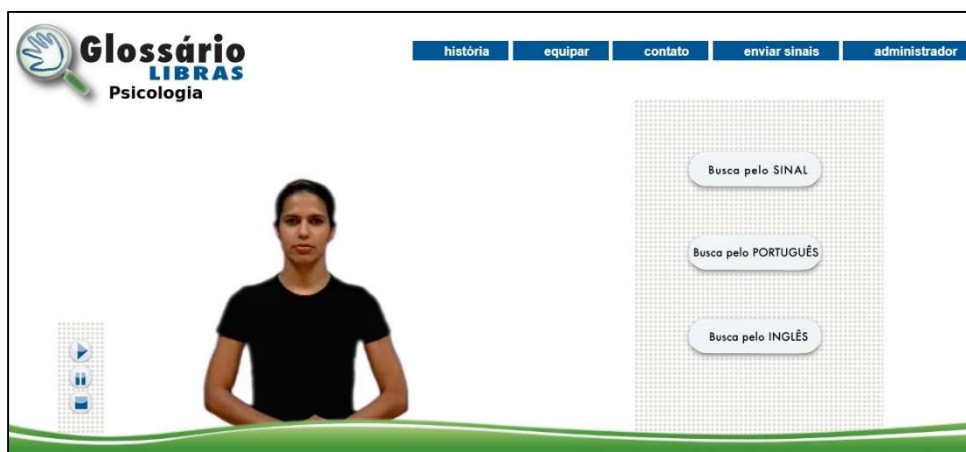 Glossário
LIBRAS
Psicologia
história equipar contato enviar sinais administrador
Busca pelo SINAL
Busca pelo PORTUGUÊS
Busca pelo INGLÊS